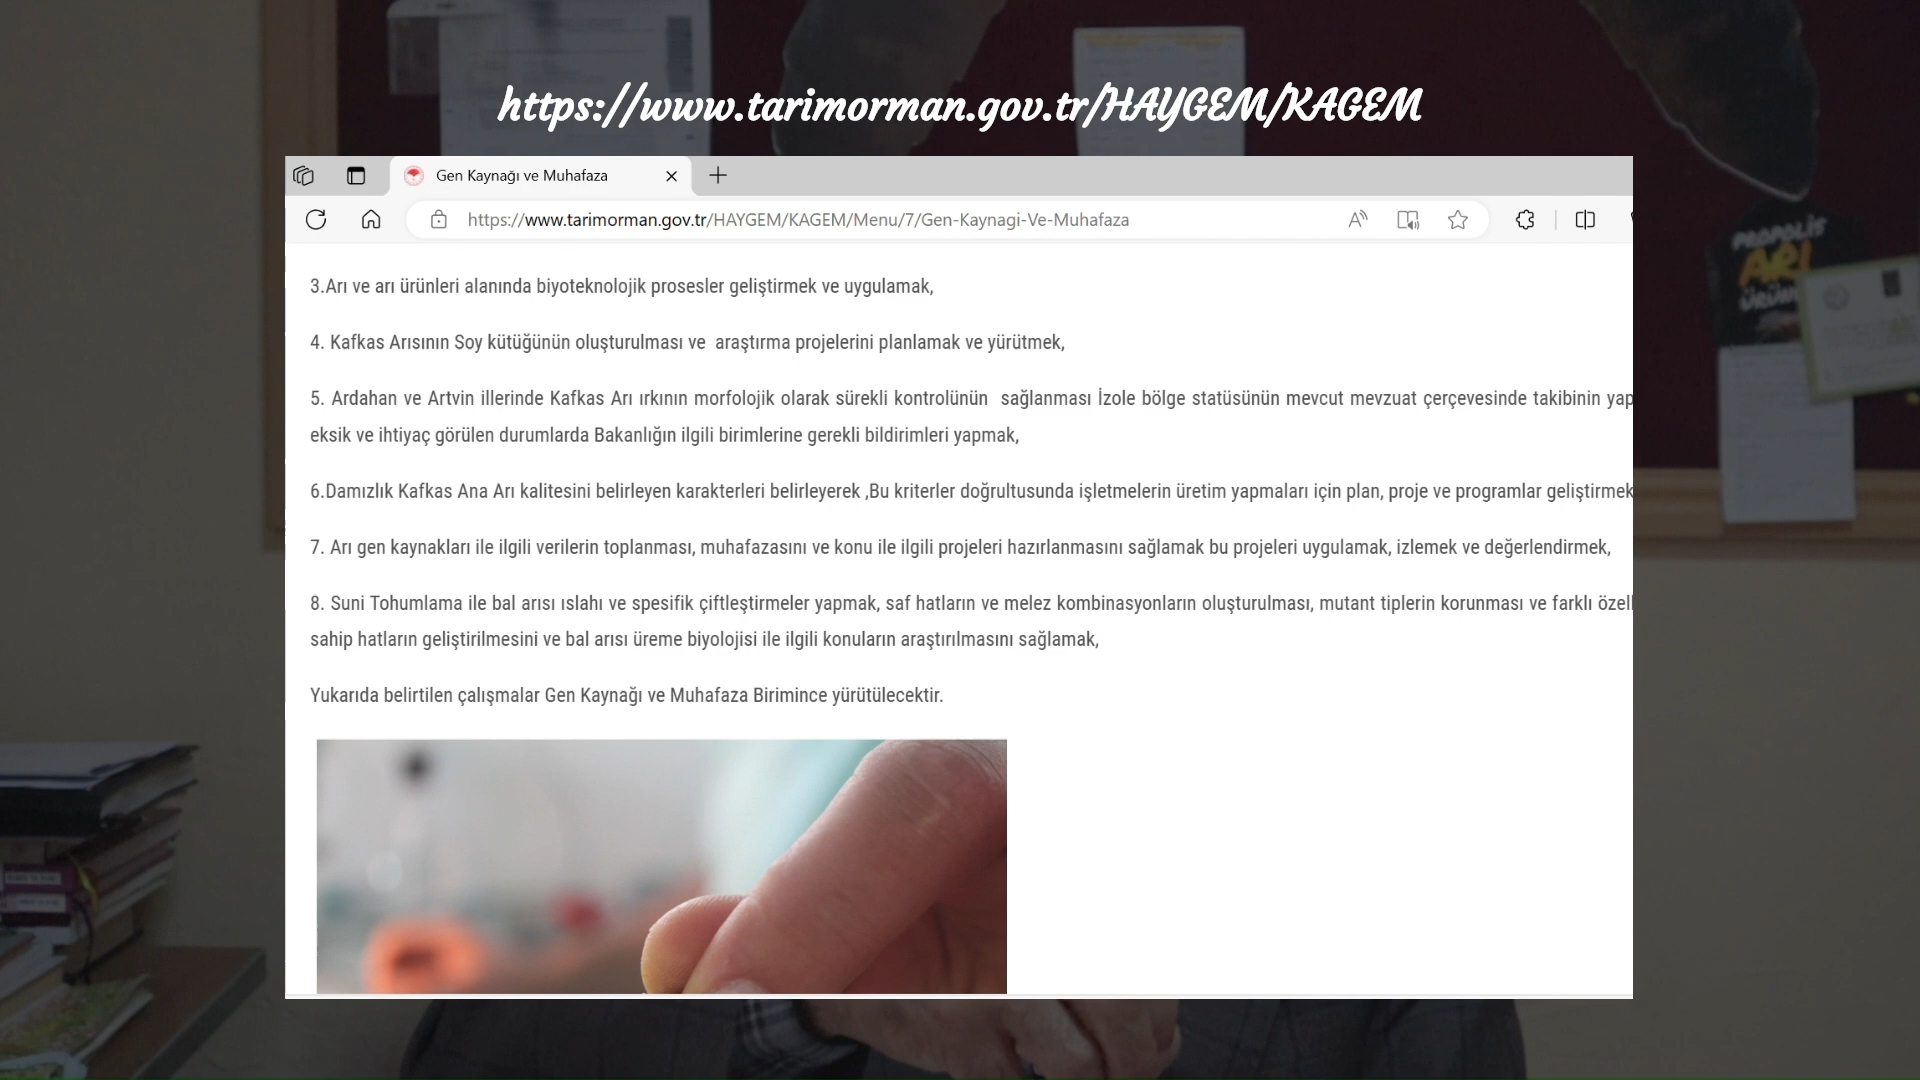 https://www.tarimorman.gov.tr/HAYGEM/KAGEM
Gen Kaynağı ve Muhafaza
https://www.tarimorman.gov.tr/HAYGEM/KAGEM/Menu/7/Gen-Kaynagi-Ve-Muhafaza
3.Arı ve arı ürünleri alanında biyoteknolojik prosesler geliştirmek ve uygulamak,
4. Kafkas Arısının Soy kütüğünün oluşturulması ve  araştırma projelerini planlamak ve yürütmek,
5. Ardahan ve Artvin illerinde Kafkas Arı ırkının morfolojik olarak sürekli kontrolünün  sağlanması İzole bölge statüsünün mevcut mevzuat çerçevesinde takibinin yap
eksik ve ihtiyaç görülen durumlarda Bakanlığın ilgili birimlerine gerekli bildirimleri yapmak,
6.Damızlık Kafkas Ana Arı kalitesini belirleyen karakterleri belirleyerek ,Bu kriterler doğrultusunda işletmelerin üretim yapmaları için plan, proje ve programlar geliştirmek
7. Arı gen kaynakları ile ilgili verilerin toplanması, muhafazasını ve konu ile ilgili projeleri hazırlanmasını sağlamak bu projeleri uygulamak, izlemek ve değerlendirmek,
8. Suni Tohumlama ile bal arısı ıslahı ve spesifik çiftleştirmeler yapmak, saf hatların ve melez kombinasyonların oluşturulması, mutant tiplerin korunması ve farklı özell
sahip hatların geliştirilmesini ve bal arısı üreme biyolojisi ile ilgili konuların araştırılmasını sağlamak,
Yukarıda belirtilen çalışmalar Gen Kaynağı ve Muhafaza Birimince yürütülecektir.
PROPOLİS
ARI